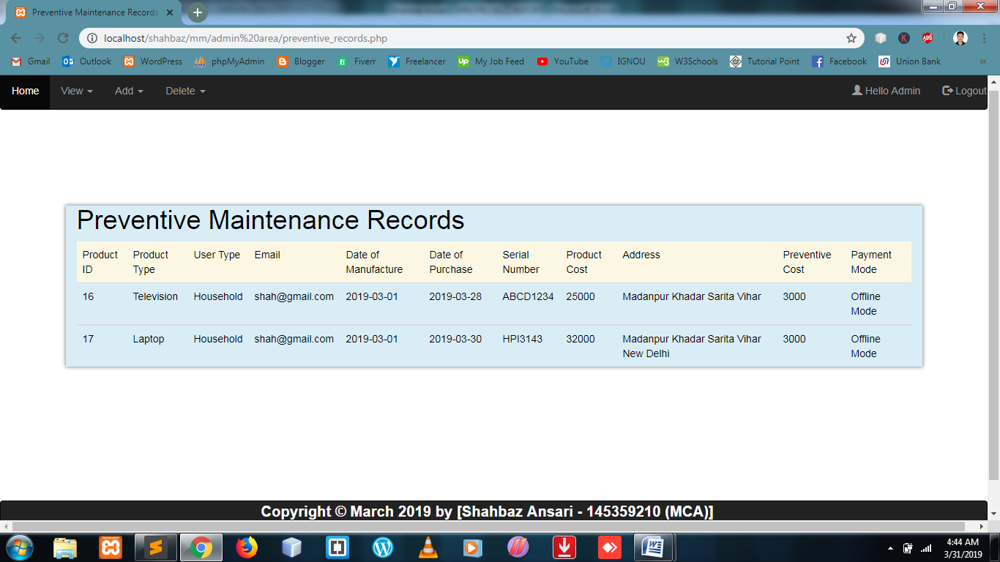 Preventive Maintenance Records
localhost/shahbaz/mm/admin%20area/preventive_records.php
Gmail Outlook WordPress phpMyAdmin Blogger Fiverr Freelancer My Job Feed YouTube IGNOU W3Schools Tutorial Point Facebook Union Bank »
Home View Add Delete Hello Admin Logout
Preventive Maintenance Records
Product ID Product Type User Type Email Date of Manufacture Date of Purchase Serial Number Product Cost Address Preventive Cost Payment Mode
16 Television Household shah@gmail.com 2019-03-01 2019-03-28 ABCD1234 25000 Madanpur Khadar Sarita Vihar 3000 Offline Mode
17 Laptop Household shah@gmail.com 2019-03-01 2019-03-30 HPI3143 32000 Madanpur Khadar Sarita Vihar New Delhi 3000 Offline Mode
Copyright © March 2019 by [Shahbaz Ansari - 145359210 (MCA)]
4:44 AM
3/31/2019